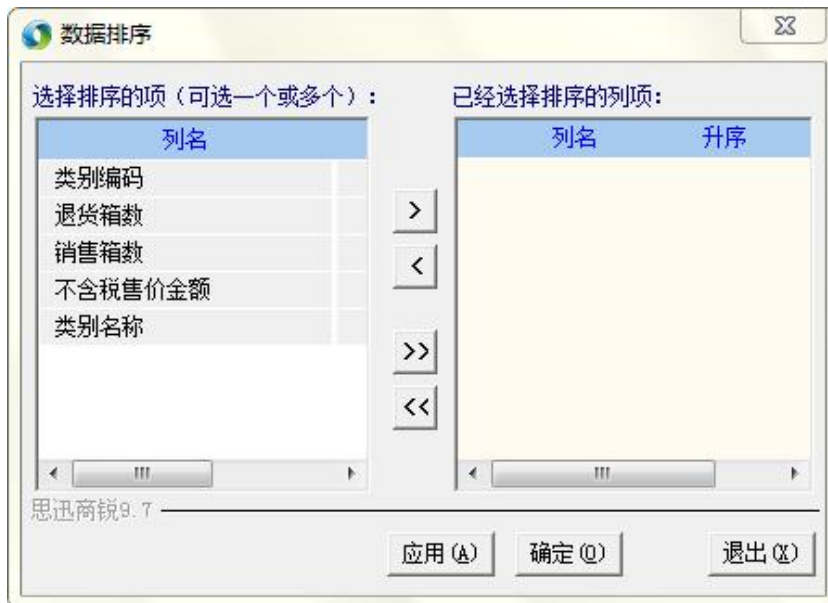 数据排序
选择排序的项（可选一个或多个）：
已经选择排序的列项：
列名
列名 升序
类别编码
退货箱数
销售箱数
不含税售价金额
类别名称
>
<
>>
<<
思迅商锐9.7
应用(A) 确定(O) 退出(X)